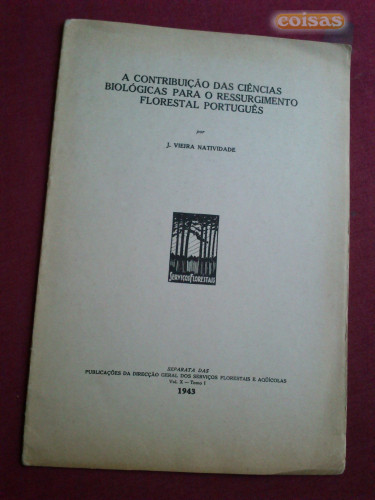 coisas
A CONTRIBUIÇÃO DAS CIÊNCIAS
BIOLÓGICAS PARA O RESSURGIMENTO
FLORESTAL PORTUGUÊS
por
J. VIEIRA NATIVIDADE
SERVIÇOS FLORESTAIS
SEPARATA DAS
PUBLICAÇÕES DA DIRECÇÃO GERAL DOS SERVIÇOS FLORESTAIS E AQÜÍCOLAS
Vol. X — Tomo I
1943